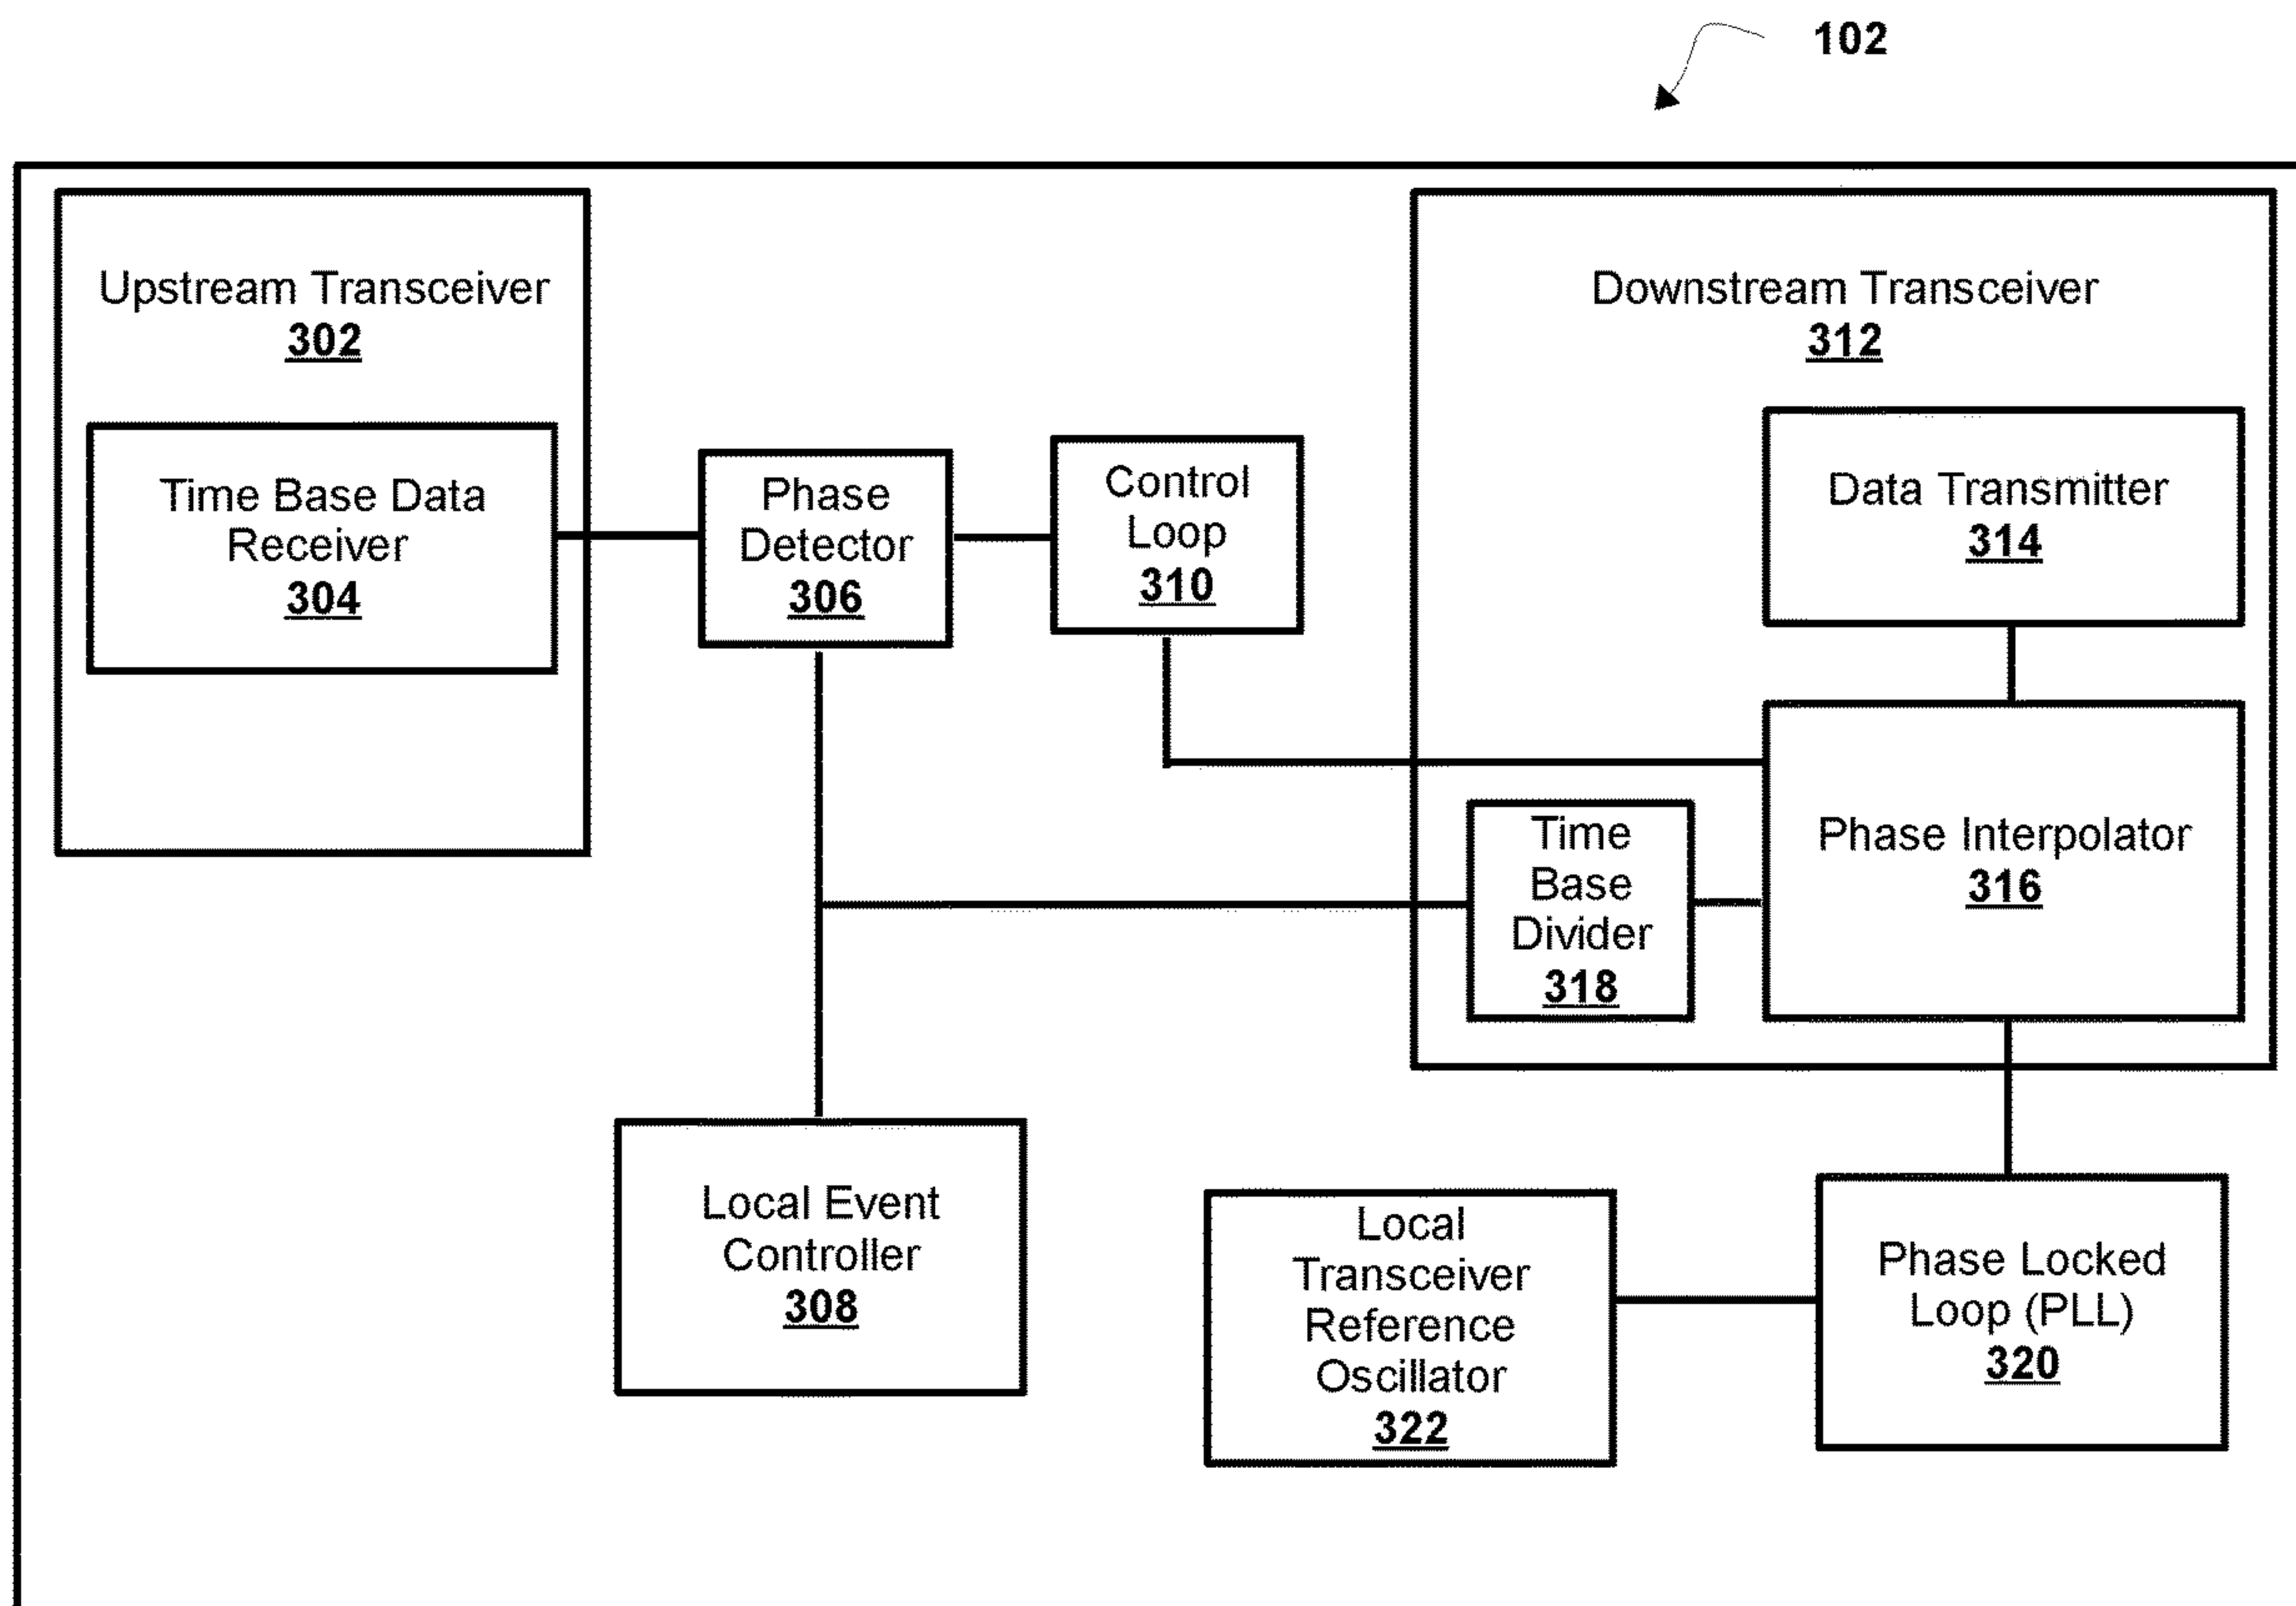 102
Upstream Transceiver
302
Time Base Data
Receiver
304
Phase
Detector
306
Control
Loop
310
Downstream Transceiver
312
Data Transmitter
314
Phase Interpolator
316
Time
Base
Divider
318
Local Event
Controller
308
Local
Transceiver
Reference
Oscillator
322
Phase Locked
Loop (PLL)
320